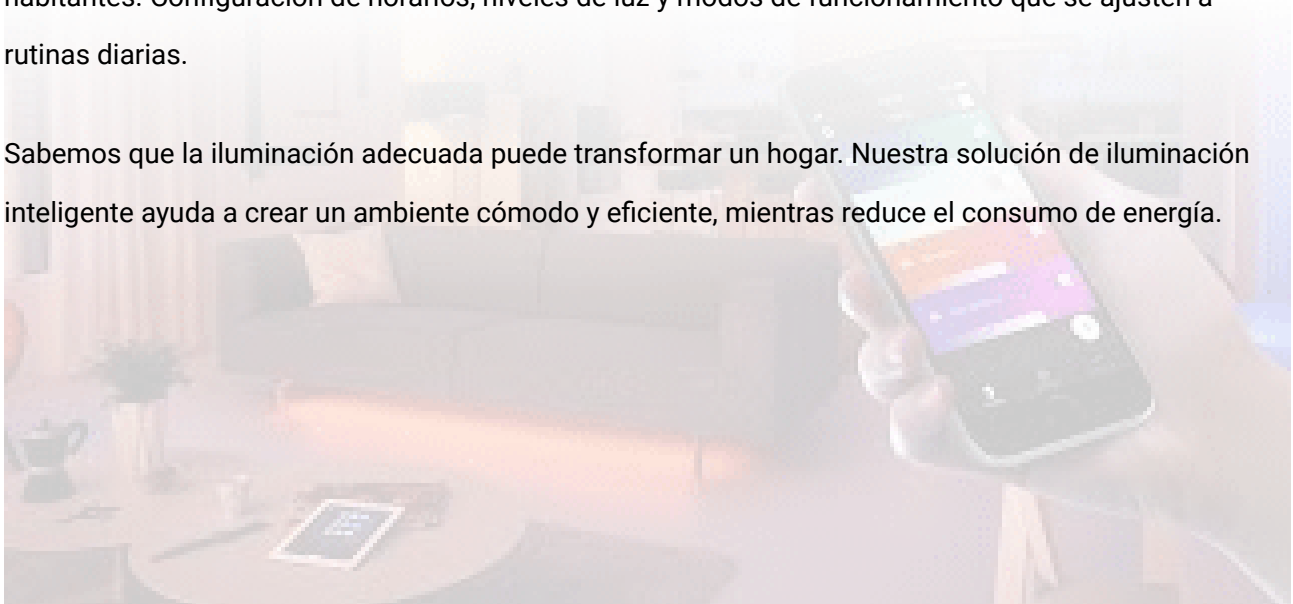 habitantes. Configuración de horarios, niveles de luz y modos de funcionamiento que se ajusten a
rutinas diarias.
Sabemos que la iluminación adecuada puede transformar un hogar. Nuestra solución de iluminación
inteligente ayuda a crear un ambiente cómodo y eficiente, mientras reduce el consumo de energía.